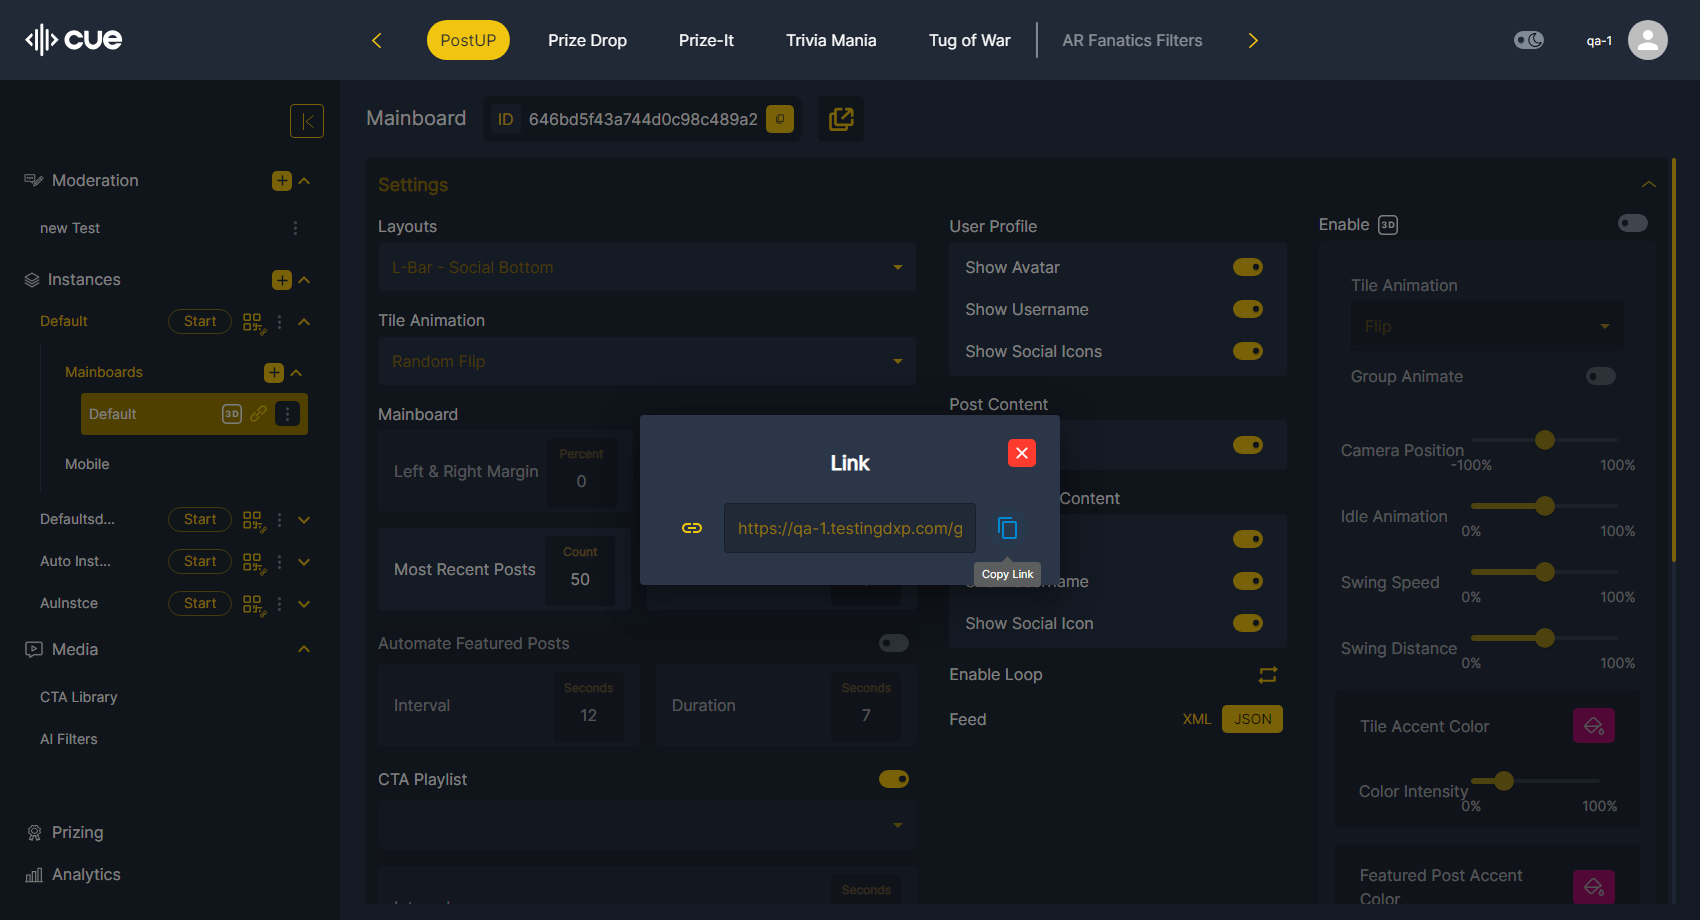 cue
PostUP
Prize Drop
Prize-It
Trivia Mania
Tug of War
AR Fanatics Filters
qa-1
Mainboard
ID
646bd5f43a744d0c98c489a2
Moderation
new Test
Instances
Default
Start
Mainboards
Default
3D
Mobile
Defaultsd...
Start
Auto Inst...
Start
AuInstce
Start
Media
CTA Library
AI Filters
Prizing
Analytics
Settings
Layouts
L-Bar - Social Bottom
Tile Animation
Random Flip
Mainboard
Left & Right Margin
Percent
0
Most Recent Posts
Count
50
Automate Featured Posts
Interval
Seconds
12
Duration
Seconds
7
CTA Playlist
Seconds
User Profile
Show Avatar
Show Username
Show Social Icons
Post Content
Content
Show Social Icon
Enable Loop
Feed
XML
JSON
Link
https://qa-1.testingdxp.com/g
Copy Link
Enable
3D
Tile Animation
Flip
Group Animate
Camera Position
-100%
100%
Idle Animation
0%
100%
Swing Speed
0%
100%
Swing Distance
0%
100%
Tile Accent Color
Color Intensity
0%
100%
Featured Post Accent
Color